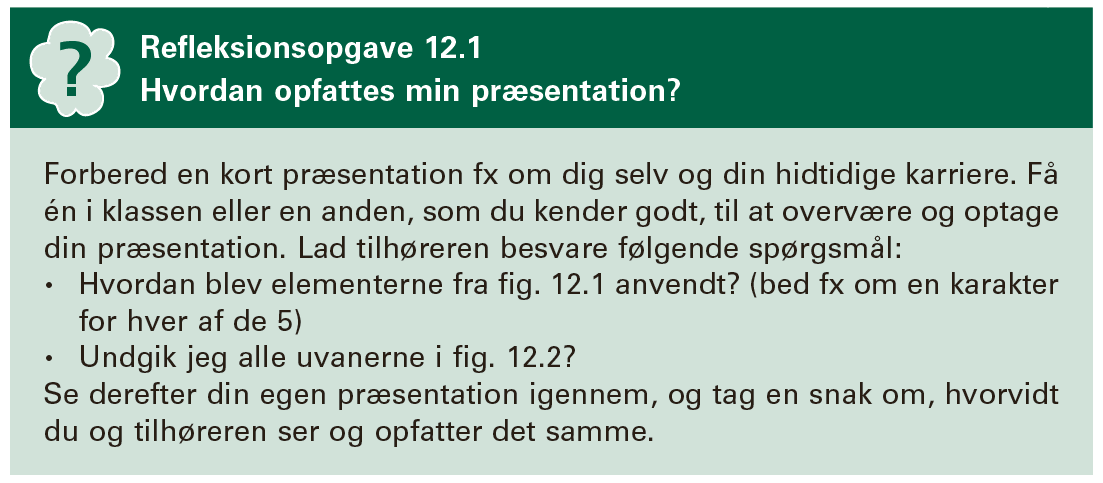 ?
Refleksionsopgave 12.1
Hvordan opfattes min præsentation?
Forbered en kort præsentation fx om dig selv og din hidtidige karriere. Få
én i klassen eller en anden, som du kender godt, til at overvære og optage
din præsentation. Lad tilhøreren besvare følgende spørgsmål:
• Hvordan blev elementerne fra fig. 12.1 anvendt? (bed fx om en karakter
for hver af de 5)
• Undgik jeg alle uvanerne i fig. 12.2?
Se derefter din egen præsentation igennem, og tag en snak om, hvorvidt
du og tilhøreren ser og opfatter det samme.